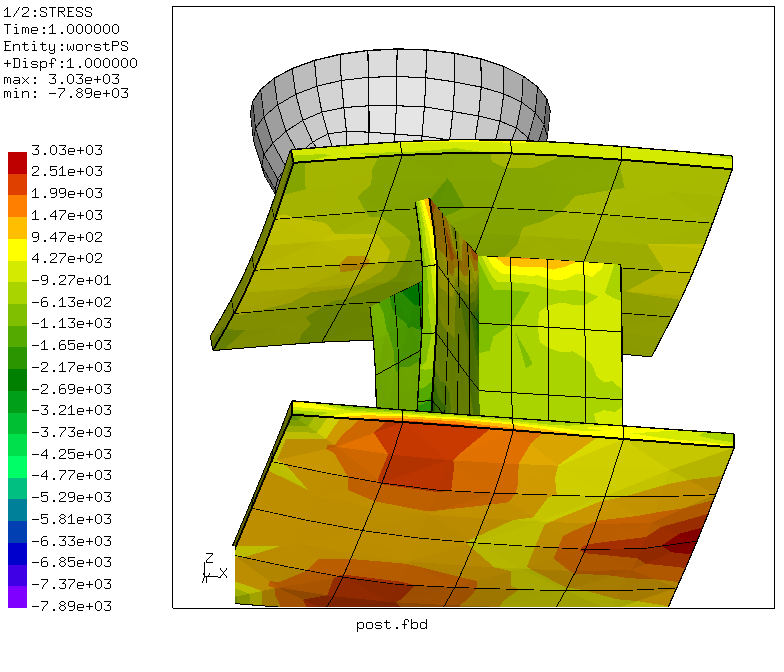 1/2:STRESS
Time:1.000000
Entity:worstPS
+Dispf:1.000000
max: 3.03e+03
min: -7.89e+03
3.03e+03
2.51e+03
1.99e+03
1.47e+03
9.47e+02
4.27e+02
-9.27e+01
-6.13e+02
-1.13e+03
-1.65e+03
-2.17e+03
-2.69e+03
-3.21e+03
-3.73e+03
-4.25e+03
-4.77e+03
-5.29e+03
-5.81e+03
-6.33e+03
-6.85e+03
-7.37e+03
-7.89e+03
Z
Y X
post.fbd